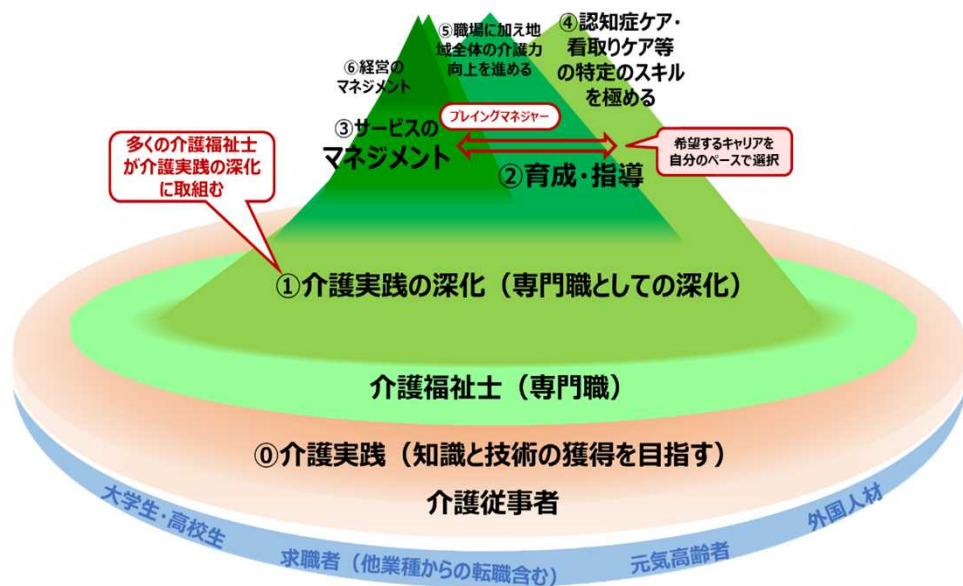 ⑤職場に加え地
域全体の介護力
向上を進める
④認知症ケア・
看取りケア等
の特定のスキル
を極める
⑥経営の
マネジメント
プレイングマネジャー
③サービスの
マネジメント
②育成・指導
希望するキャリアを
自分のペースで選択
多くの介護福祉士
が介護実践の深化
に取組む
①介護実践の深化（専門職としての深化）
介護福祉士（専門職）
⓪介護実践（知識と技術の獲得を目指す）
介護従事者
大学生・高校生
求職者（他業種からの転職含む）
元気高齢者
外国人材